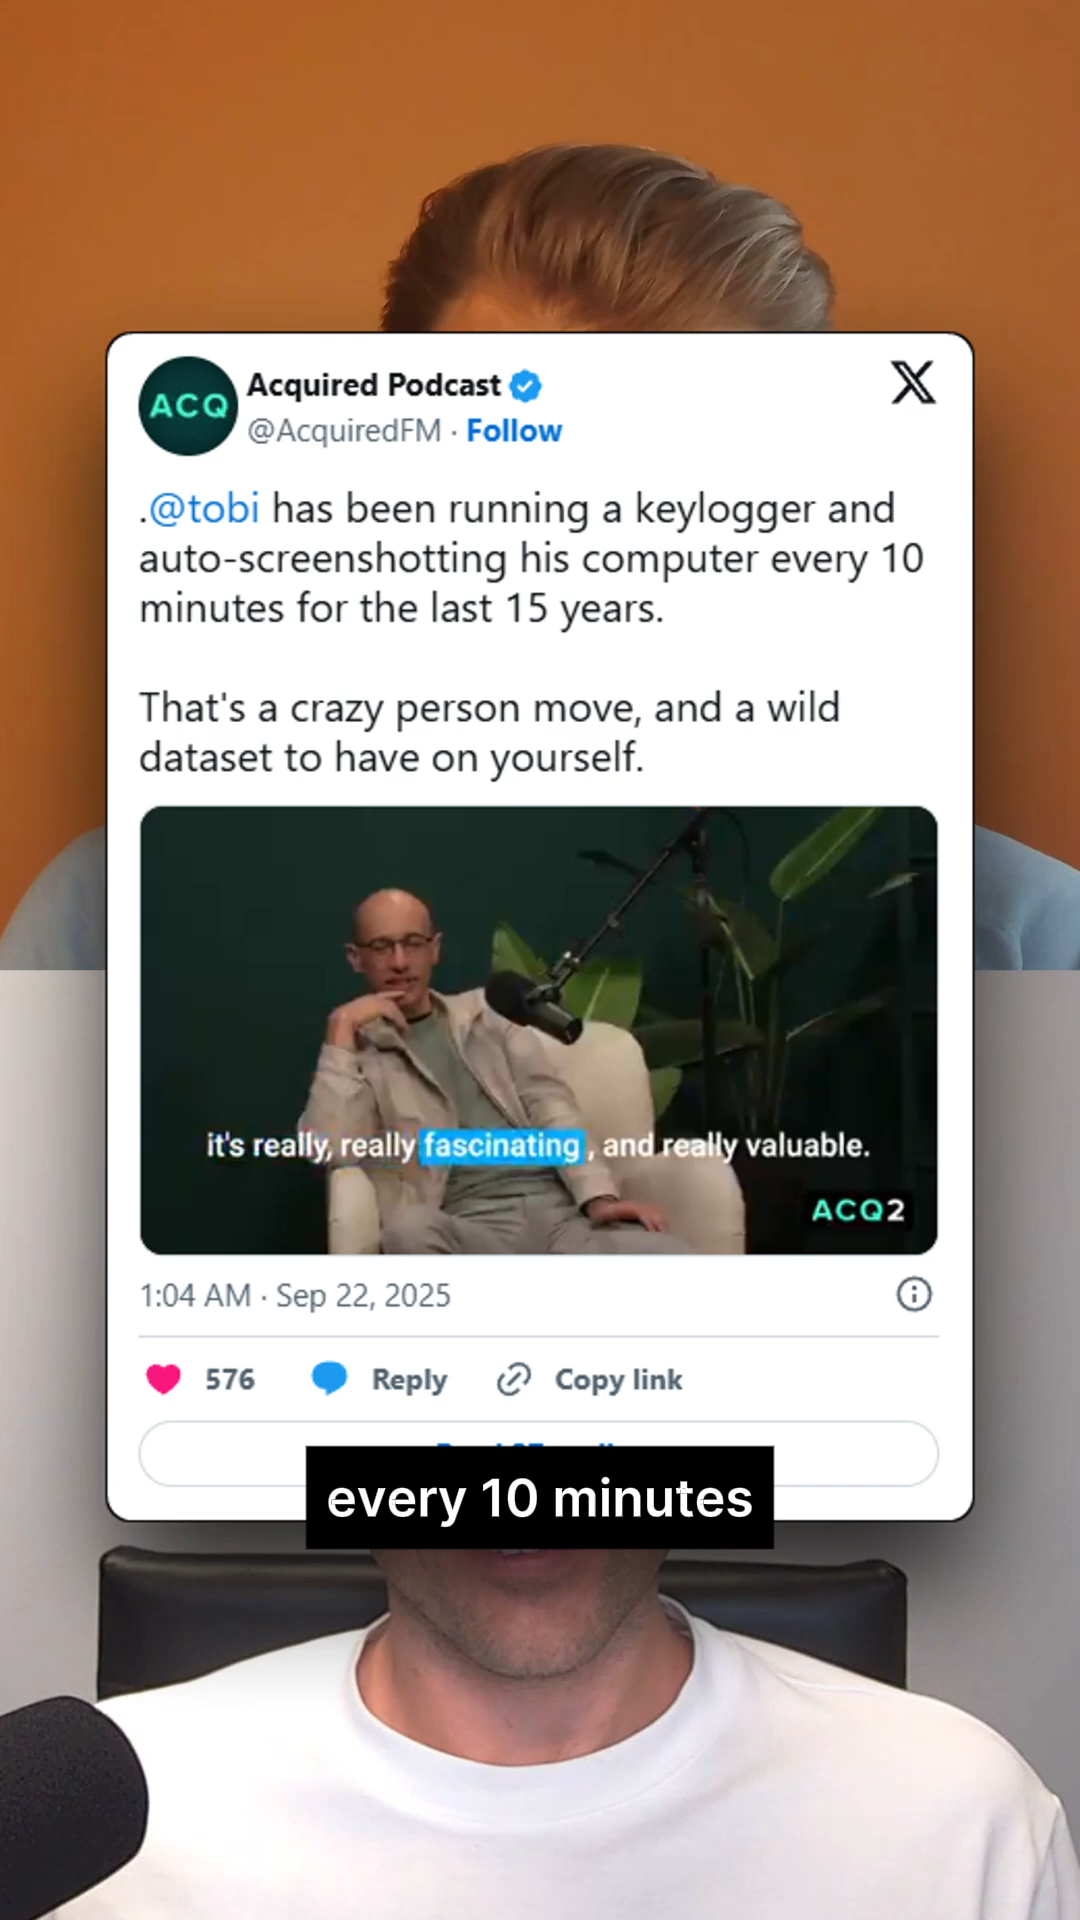 ACQ
Acquired Podcast
@AcquiredFM · Follow
.@tobi has been running a keylogger and
auto-screenshotting his computer every 10
minutes for the last 15 years.
That's a crazy person move, and a wild
dataset to have on yourself.
it's really, really fascinating, and really valuable.
ACQ2
1:04 AM · Sep 22, 2025
576
Reply
Copy link
every 10 minutes